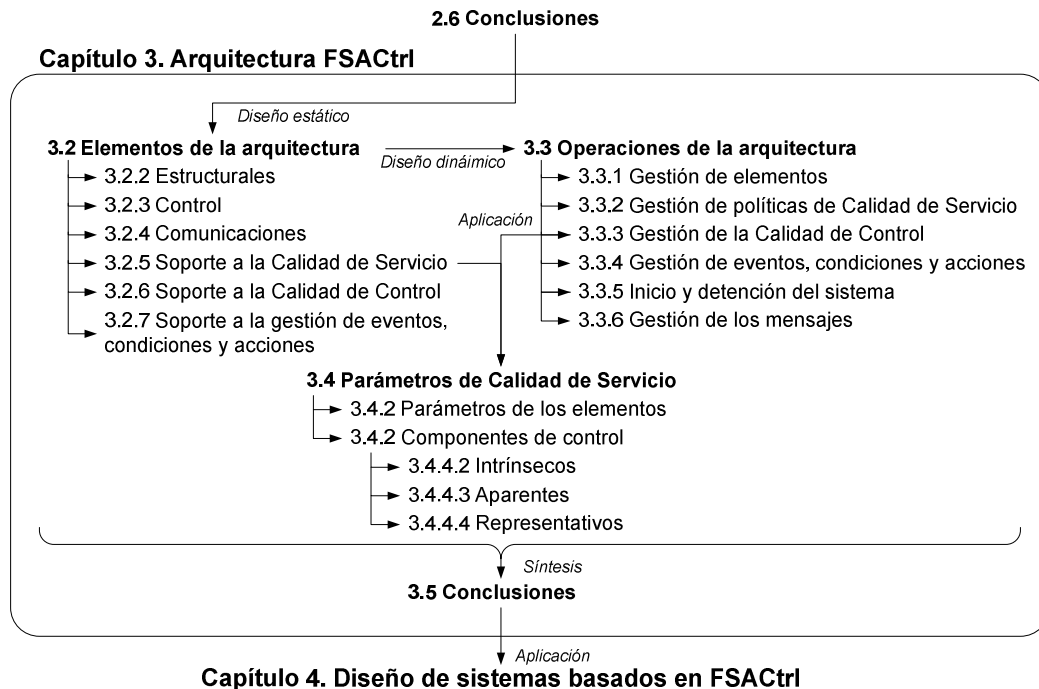 2.6 Conclusiones
Capítulo 3. Arquitectura FSACtrl
Diseño estático
3.2 Elementos de la arquitectura
Diseño dináimico
3.3 Operaciones de la arquitectura
3.2.2 Estructurales
3.2.3 Control
3.2.4 Comunicaciones
3.2.5 Soporte a la Calidad de Servicio
3.2.6 Soporte a la Calidad de Control
3.2.7 Soporte a la gestión de eventos,
condiciones y acciones
3.3.1 Gestión de elementos
3.3.2 Gestión de políticas de Calidad de Servicio
Aplicación
3.3.3 Gestión de la Calidad de Control
3.3.4 Gestión de eventos, condiciones y acciones
3.3.5 Inicio y detención del sistema
3.3.6 Gestión de los mensajes
3.4 Parámetros de Calidad de Servicio
3.4.2 Parámetros de los elementos
3.4.2 Componentes de control
3.4.4.2 Intrínsecos
3.4.4.3 Aparentes
3.4.4.4 Representativos
Síntesis
3.5 Conclusiones
Aplicación
Capítulo 4. Diseño de sistemas basados en FSACtrl